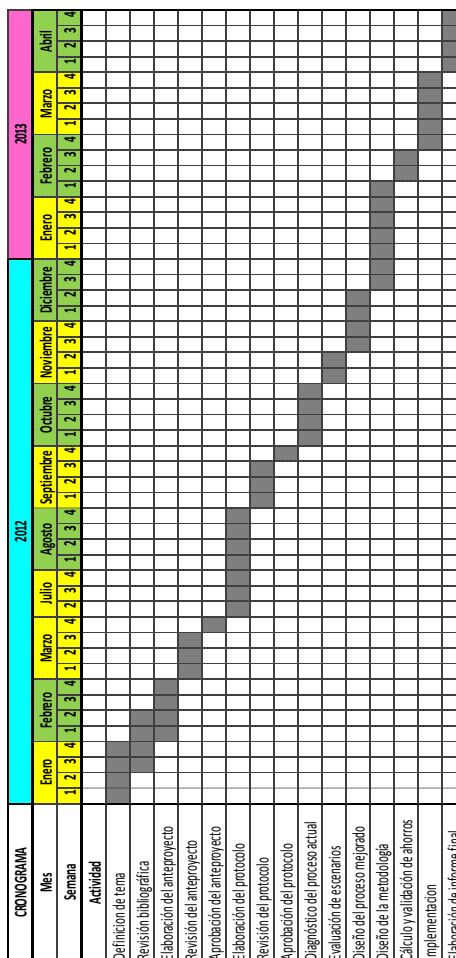 CRONOGRAMA 2012 2013
Mes Enero Febrero Marzo Julio Agosto Septiembre Octubre Noviembre Diciembre Enero Febrero Marzo Abril
Semana 1 2 3 4 1 2 3 4 1 2 3 4 2 3 4 1 2 3 4 1 2 3 4 1 2 3 4 1 2 3 4 1 2 3 4 1 2 3 4 1 2 3 4 1 2 3 4 1 2 3 4
Actividad
Definicion de tema
Revisión bibliográfica
Elaboración del anteproyecto
Revisión del anteproyecto
Aprobación del anteproyecto
Elaboración del protocolo
Revisión del protocolo
Aprobación del protocolo
Diagnóstico del proceso actual
Evaluación de escenarios
Diseño del proceso mejorado
Diseño de la metodología
Cálculo y validación de ahorros
mplementacion
Elaboración de informe final